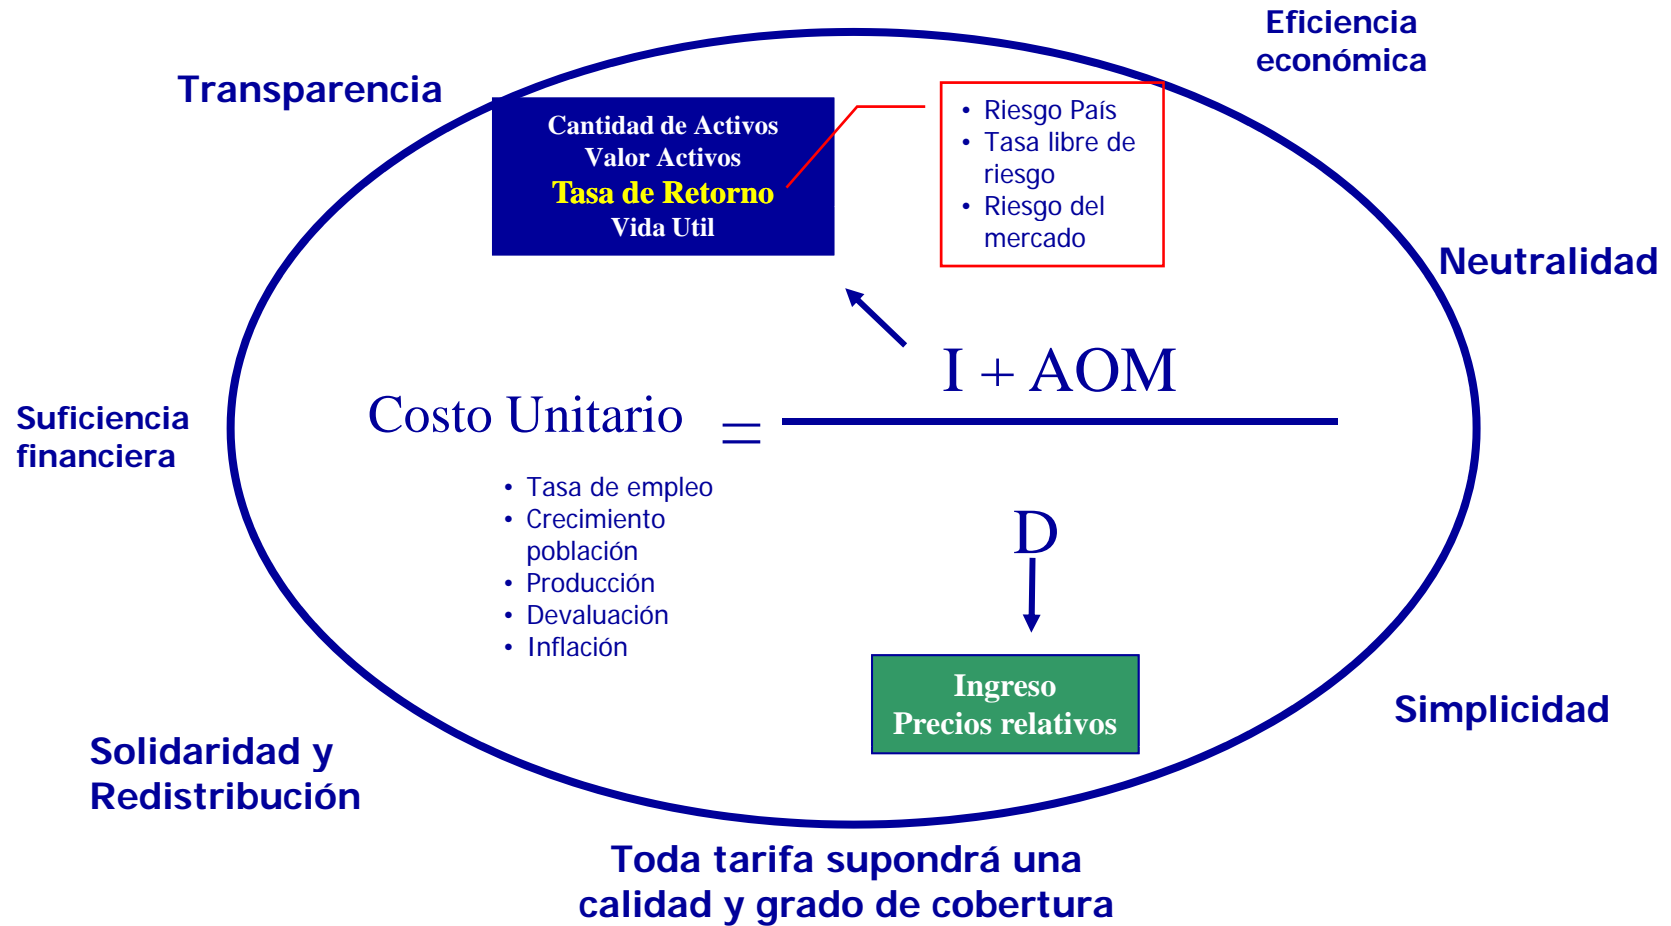 Eficiencia
económica
Transparencia
Cantidad de Activos
Valor Activos
Tasa de Retorno
Vida Util
• Riesgo País
• Tasa libre de
riesgo
• Riesgo del
mercado
Neutralidad
I + AOM
Costo Unitario =
D
Suficiencia
financiera
• Tasa de empleo
• Crecimiento
población
• Producción
• Devaluación
• Inflación
Ingreso
Precios relativos
Simplicidad
Solidaridad y
Redistribución
Toda tarifa supondrá una
calidad y grado de cobertura